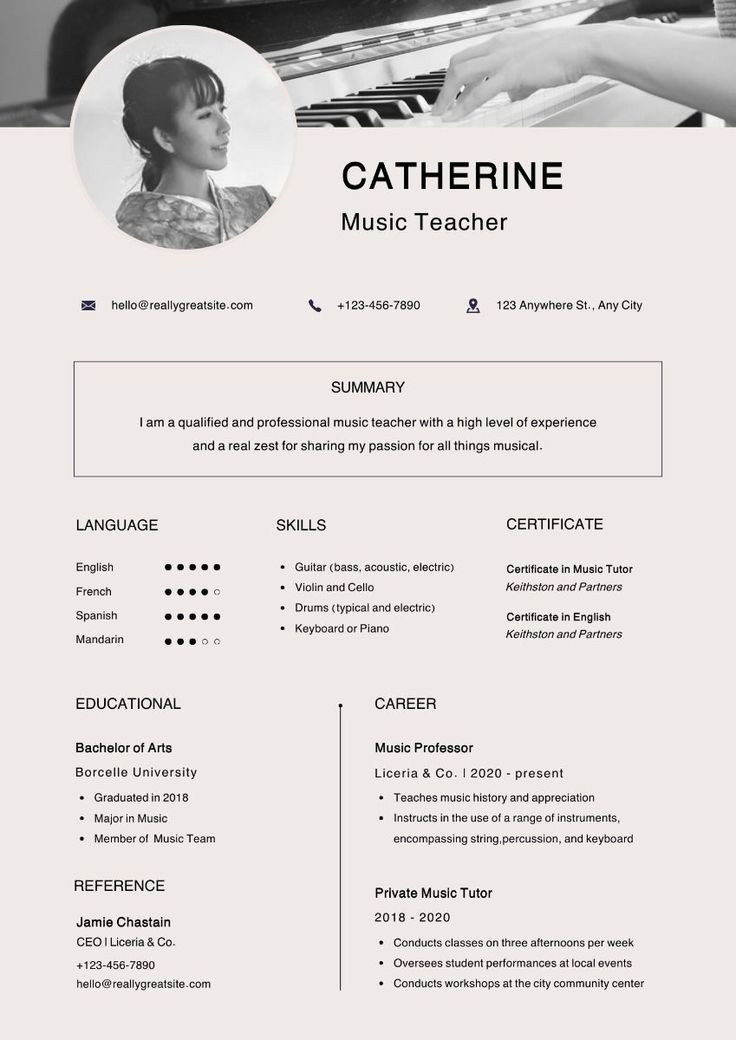 CATHERINE
Music Teacher
hello@reallygreatsite.com
+123-456-7890
123 Anywhere St., Any City
SUMMARY
I am a qualified and professional music teacher with a high level of experience
and a real zest for sharing my passion for all things musical.
LANGUAGE
English
French
Spanish
Mandarin
SKILLS
• Guitar (bass, acoustic, electric)
• Violin and Cello
• Drums (typical and electric)
• Keyboard or Piano
CERTIFICATE
Certificate in Music Tutor
Keithston and Partners
Certificate in English
Keithston and Partners
EDUCATIONAL
Bachelor of Arts
Borcelle University
• Graduated in 2018
• Major in Music
• Member of Music Team
REFERENCE
Jamie Chastain
CEO | Liceria & Co.
+123-456-7890
hello@reallygreatsite.com
CAREER
Music Professor
Liceria & Co. | 2020 - present
• Teaches music history and appreciation
• Instructs in the use of a range of instruments,
encompassing string,percussion, and keyboard
Private Music Tutor
2018 - 2020
• Conducts classes on three afternoons per week
• Oversees student performances at local events
• Conducts workshops at the city community center